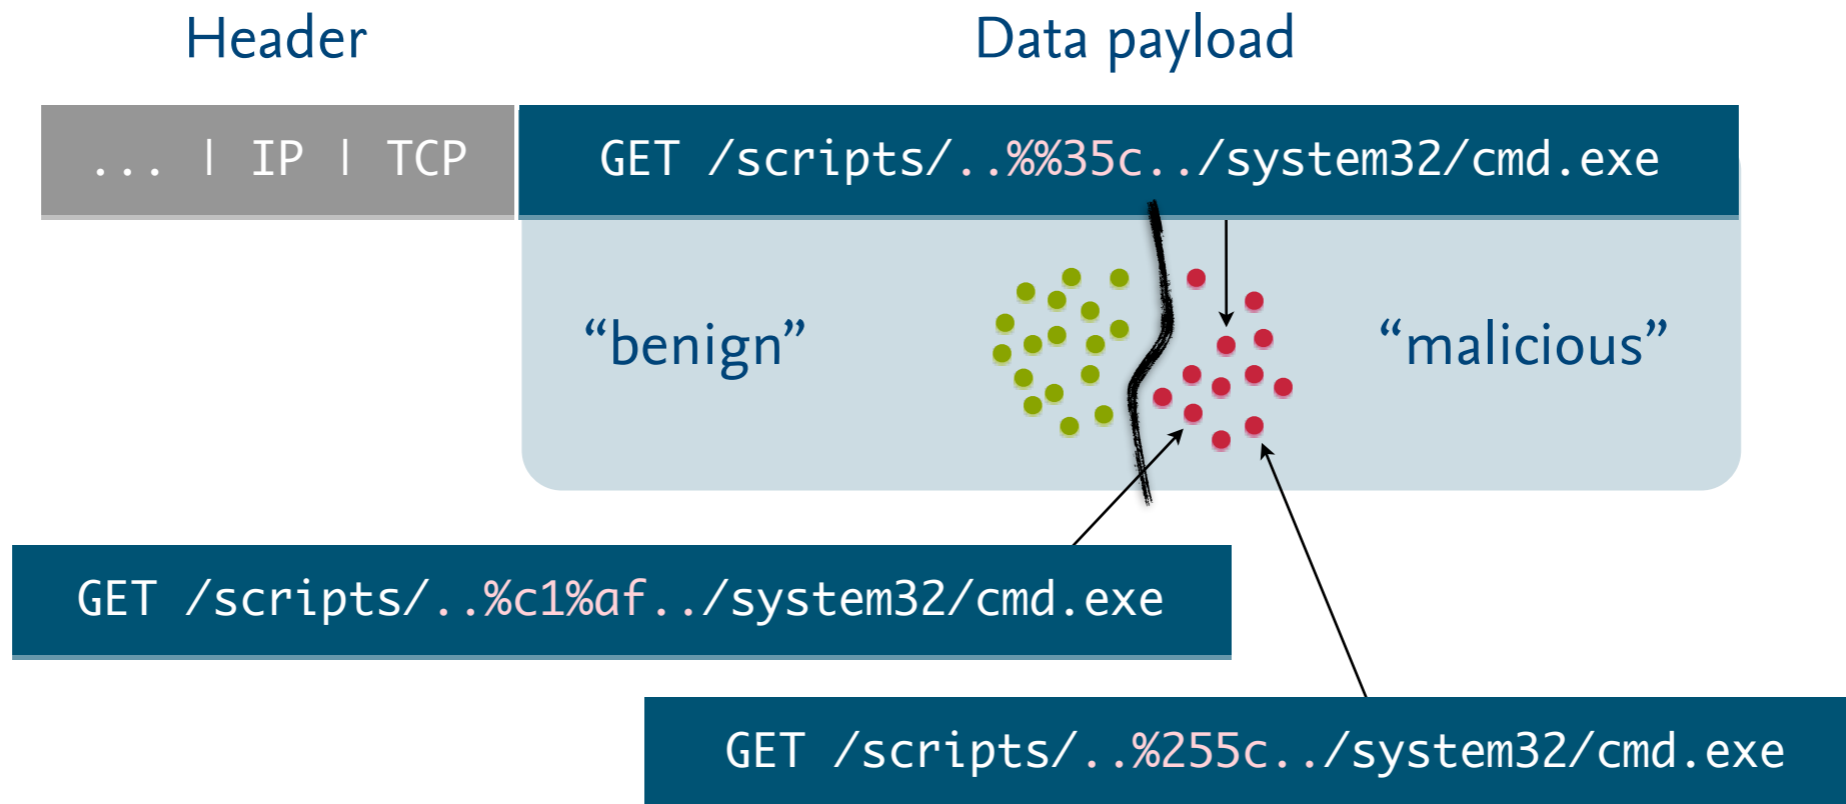 Header
Data payload
... | IP | TCP
GET /scripts/..%%35c../system32/cmd.exe
“benign”
“malicious”
GET /scripts/..%c1%af../system32/cmd.exe
GET /scripts/..%255c../system32/cmd.exe